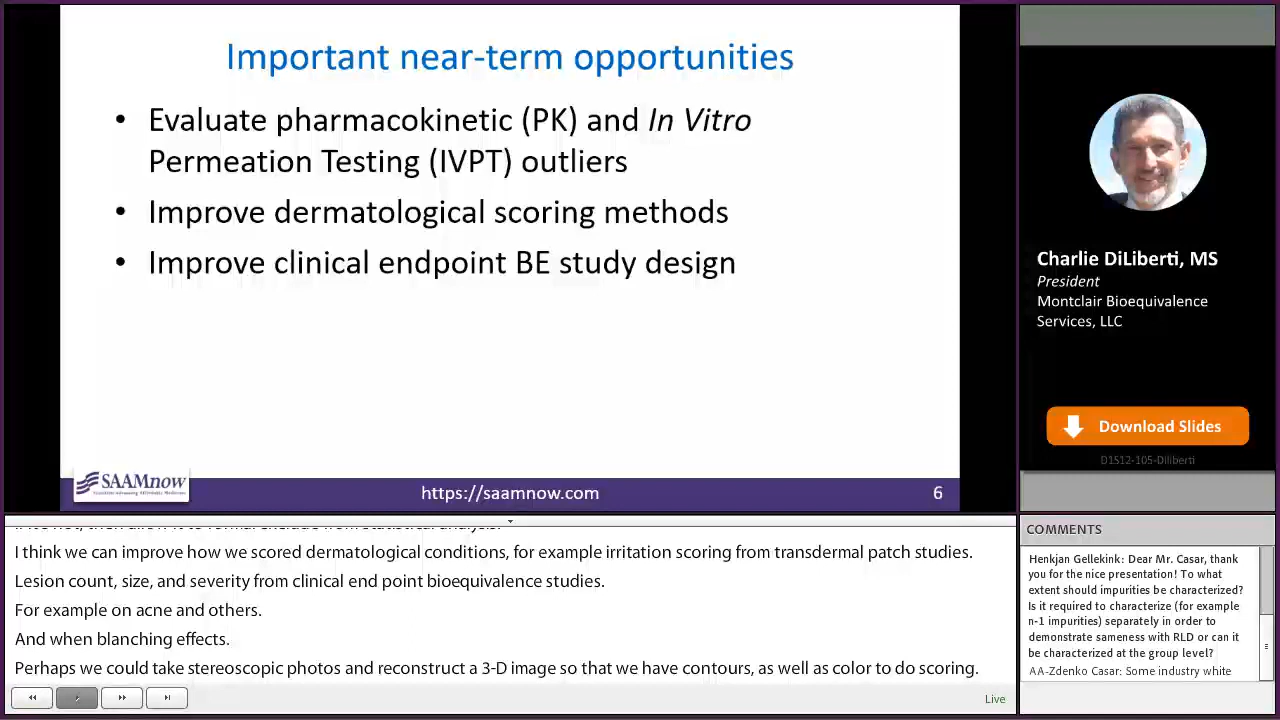 Important near-term opportunities
• Evaluate pharmacokinetic (PK) and In Vitro
Permeation Testing (IVPT) outliers
• Improve dermatological scoring methods
• Improve clinical endpoint BE study design
SAAMnow
https://saamnow.com
6
Charlie DiLiberti, MS
President
Montclair Bioequivalence
Services, LLC
Download Slides
D1S12-105-Diliberti
I think we can improve how we scored dermatological conditions, for example irritation scoring from transdermal patch studies.
Lesion count, size, and severity from clinical end point bioequivalence studies.
For example on acne and others.
And when blanching effects.
Perhaps we could take stereoscopic photos and reconstruct a 3-D image so that we have contours, as well as color to do scoring.
Live
COMMENTS
Henkjan Gellekink: Dear Mr. Casar, thank
you for the nice presentation! To what
extent should impurities be characterized?
Is it required to characterize (for example
n-1 impurities) separately in order to
demonstrate sameness with RLD or can it
be characterized at the group level?
AA-Zdenko Casar: Some industry white